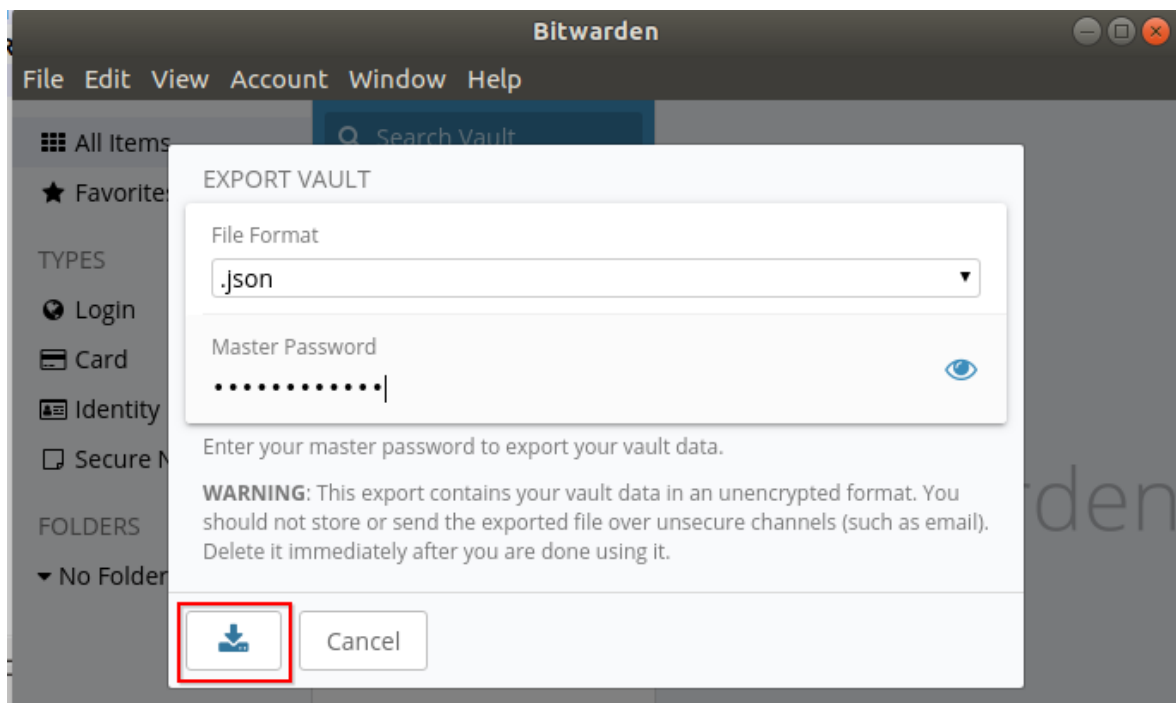 Bitwarden
File Edit View Account Window Help
All Items
Search Vault
Favorites
TYPES
Login
Card
Identity
Secure N
FOLDERS
No Folder
EXPORT VAULT
File Format
.json
Master Password
••••••••••••
Enter your master password to export your vault data.
WARNING: This export contains your vault data in an unencrypted format. You
should not store or send the exported file over unsecure channels (such as email).
Delete it immediately after you are done using it.
Cancel
rden